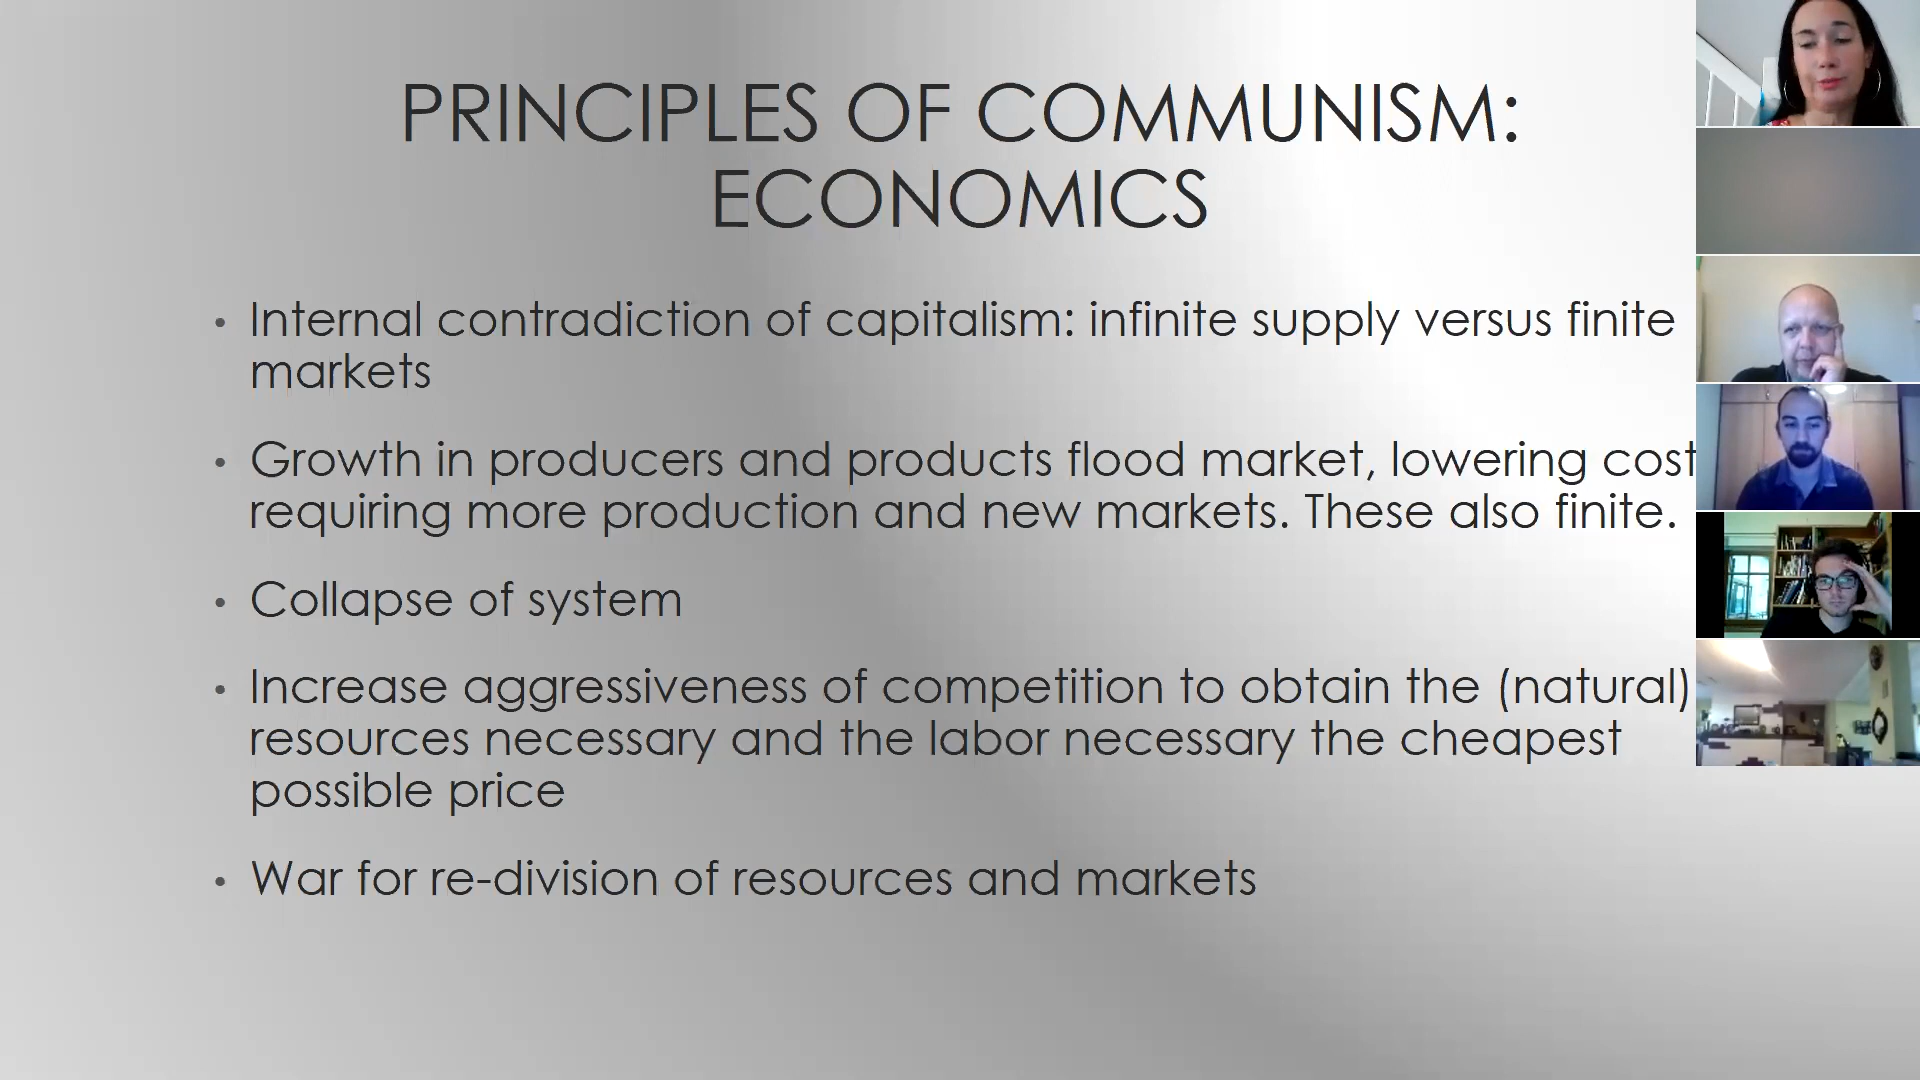 PRINCIPLES OF COMMUNISM:
ECONOMICS
• Internal contradiction of capitalism: infinite supply versus finite
markets
• Growth in producers and products flood market, lowering cost
requiring more production and new markets. These also finite.
• Collapse of system
• Increase aggressiveness of competition to obtain the (natural)
resources necessary and the labor necessary the cheapest
possible price
• War for re-division of resources and markets